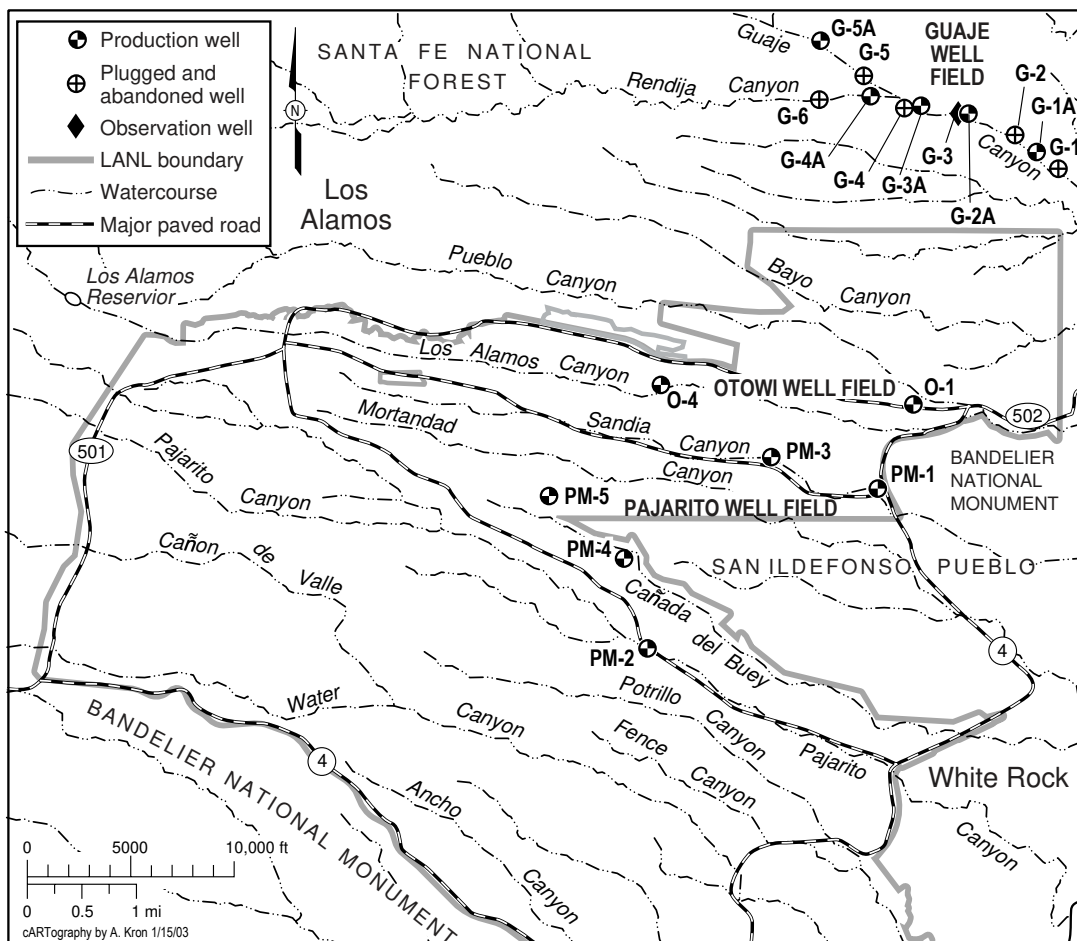 Production well
Plugged and
abandoned well
Observation well
LANL boundary
Watercourse
Major paved road
N
SANTA FE NATIONAL
FOREST
Guaje
G-5A
G-5
GUAJE
WELL
FIELD
G-2
G-1A
G-1
Rendija Canyon
G-6
G-4A
G-4
G-3A
G-3
G-2A
Canyon
Los
Alamos
Los Alamos
Reservior
Pueblo Canyon
Bayo
Canyon
Los Alamos Canyon
O-4
OTOWI WELL FIELD
O-1
502
Mortandad
Sandia
Canyon
PM-3
Canyon
PM-1
BANDELIER
NATIONAL
MONUMENT
501
Pajarito
Canyon
PM-5
PAJARITO WELL FIELD
Cañon de
Valle
PM-4
SAN ILDEFONSO PUEBLO
Cañada
del Buey
PM-2
4
Potrillo
Canyon
Water
Canyon
Fence
Canyon
Pajarito
White Rock
Canyon
BANDELIER NATIONAL MONUMENT
4
Ancho
Canyon
0 5000 10,000 ft
0 0.5 1 mi
cARTography by A. Kron 1/15/03